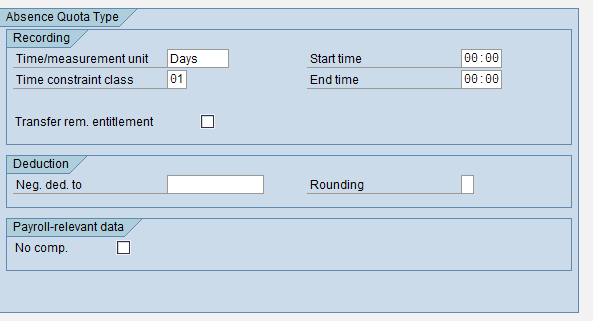 Absence Quota Type
Recording
Time/measurement unit Days Start time 00:00
Time constraint class 01 End time 00:00
Transfer rem. entitlement
Deduction
Neg. ded. to Rounding
Payroll-relevant data
No comp.